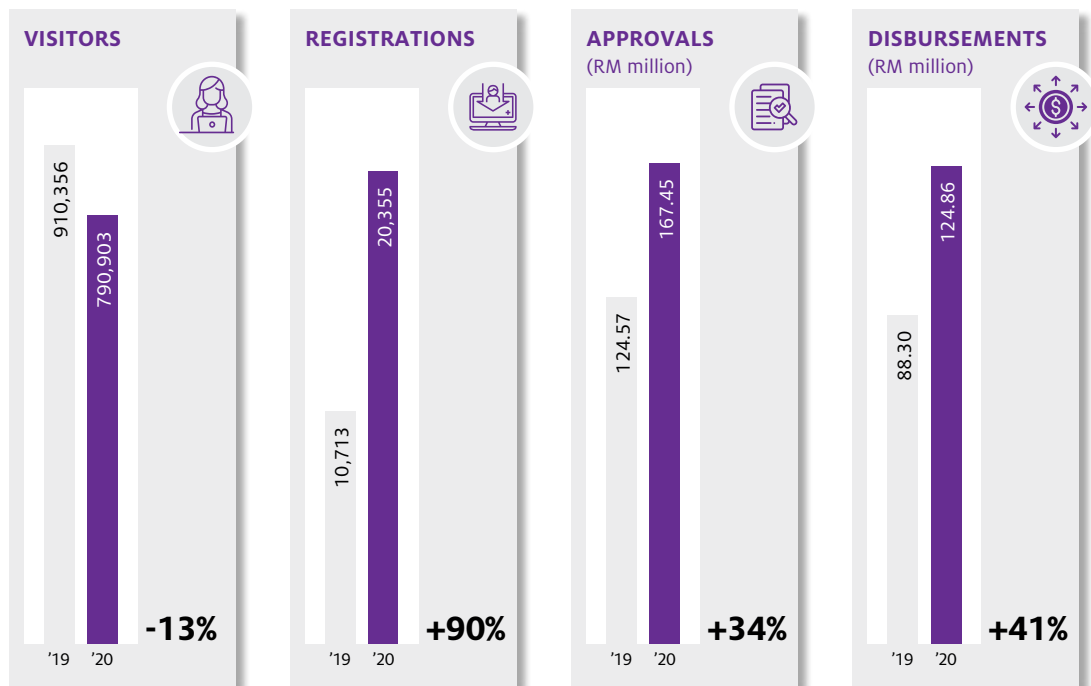 VISITORS
910,356
790,903
-13%
'19 '20
REGISTRATIONS
10,713
20,355
+90%
'19 '20
APPROVALS
(RM million)
124.57
167.45
+34%
'19 '20
DISBURSEMENTS
(RM million)
$
88.30
124.86
+41%
'19 '20